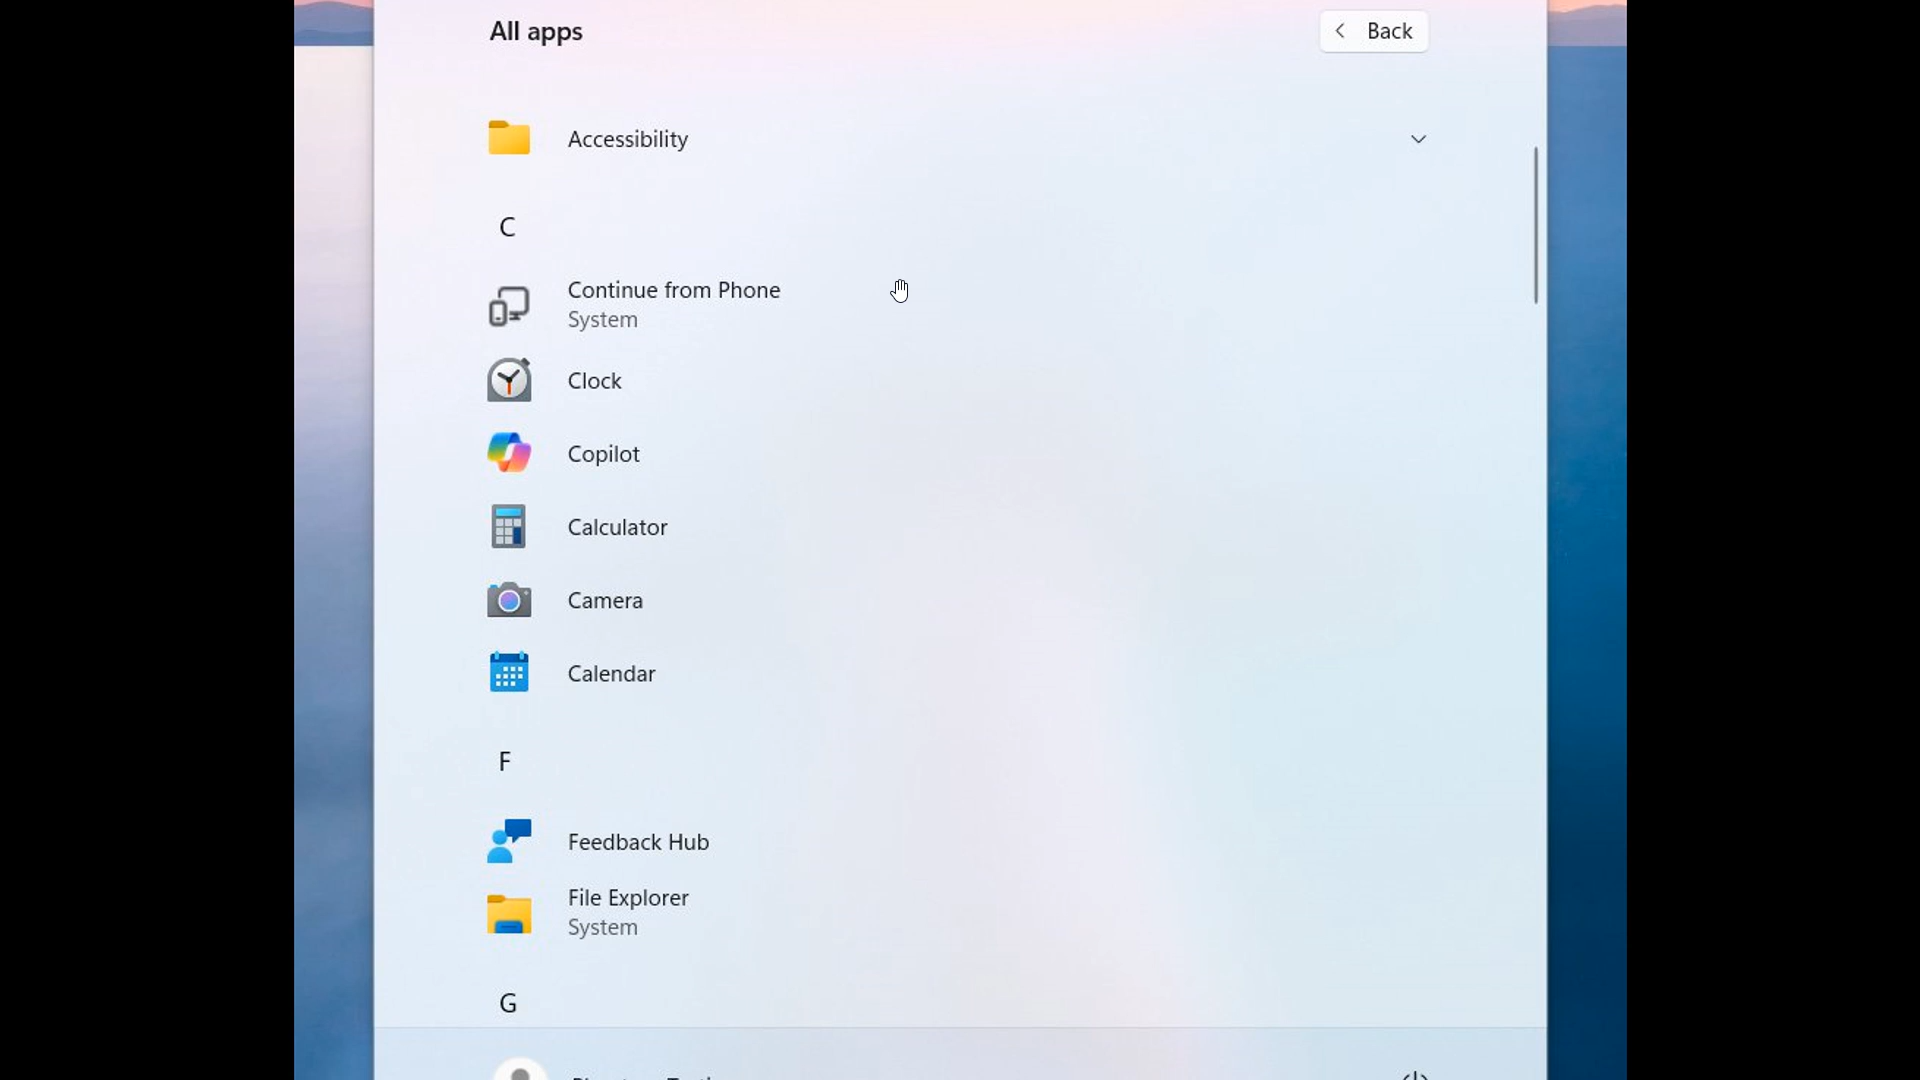 All apps
Back
Accessibility
C
Continue from Phone
System
Clock
Copilot
Calculator
Camera
Calendar
F
Feedback Hub
File Explorer
System
G